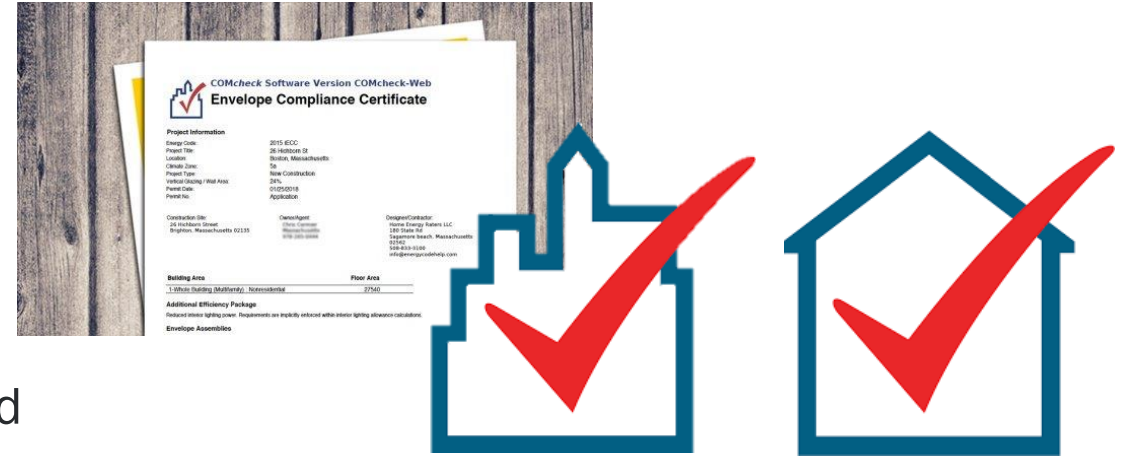 COMcheck Software Version COMcheck-Web
Envelope Compliance Certificate
Project Information
Energy Code: 2015 IECC
Project Title: 26 Hichborn St
Location: Boston, Massachusetts
Climate Zone: 5a
Project Type: New Construction
Vertical Glazing / Wall Area: 24%
Permit Date: 01/25/2018
Permit No. Application
Construction Site: Owner/Agent: Designer/Contractor:
26 Hichborn Street Home Energy Raters LLC
Brighton, Massachusetts 02135 180 State Rd
Sagamore beach, Massachusetts
02562
508-833-3100
info@energycodehelp.com
Building Area Floor Area
1-Whole Building (Multifamily) : Nonresidential 27540
Additional Efficiency Package
Reduced interior lighting power. Requirements are implicitly enforced within interior lighting allowance calculations.
Envelope Assemblies
d